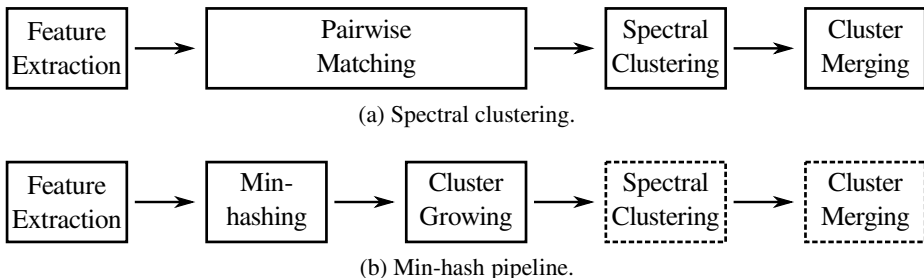 Feature
Extraction
Pairwise
Matching
Spectral
Clustering
Cluster
Merging
(a) Spectral clustering.
Feature
Extraction
Min-
hashing
Cluster
Growing
Spectral
Clustering
Cluster
Merging
(b) Min-hash pipeline.